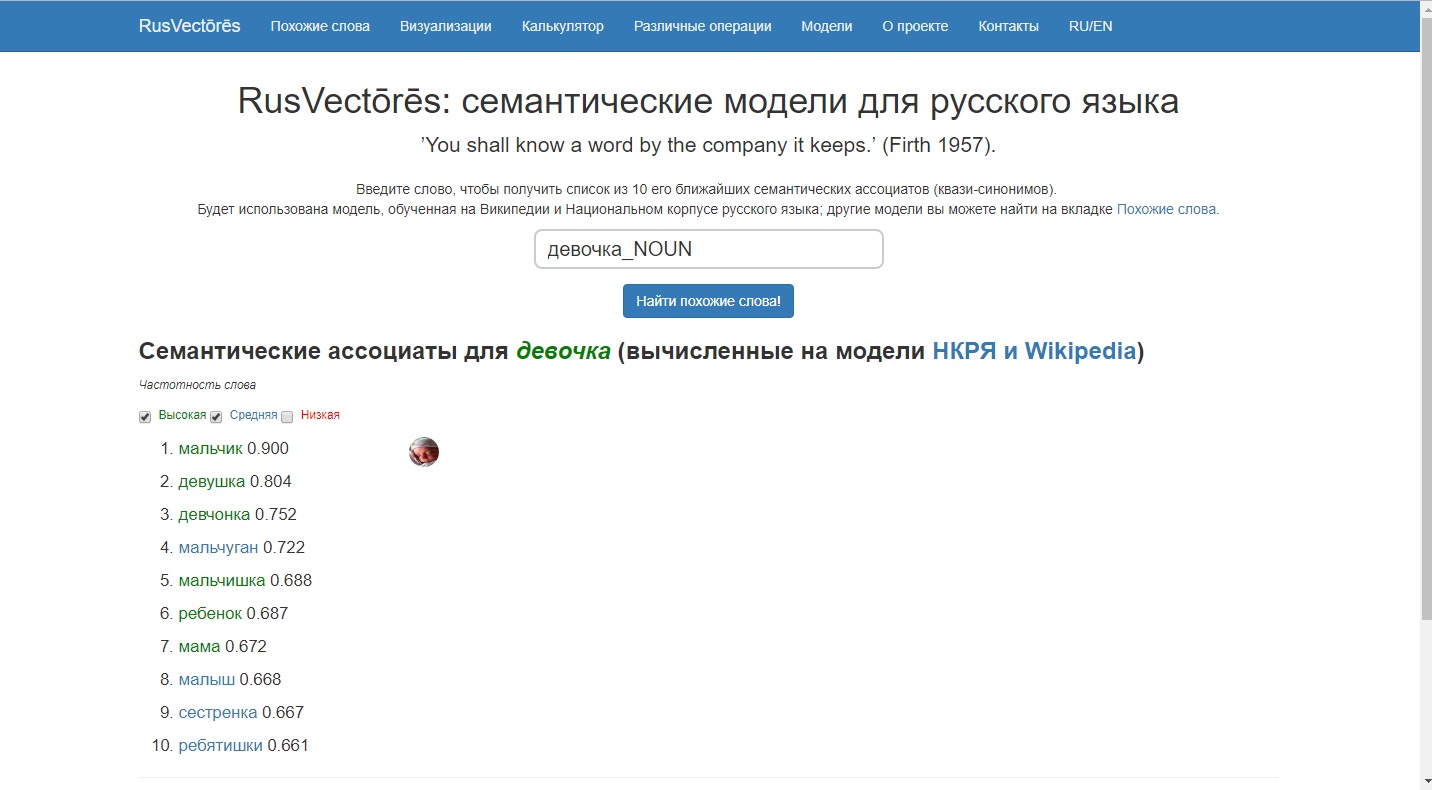 RusVectōrēs Похожие слова Визуализации Калькулятор Различные операции Модели О проекте Контакты RU/EN
RusVectōrēs: семантические модели для русского языка
’You shall know a word by the company it keeps.’ (Firth 1957).
Введите слово, чтобы получить список из 10 его ближайших семантических ассоциатов (квази-синонимов).
Будет использована модель, обученная на Википедии и Национальном корпусе русского языка; другие модели вы можете найти на вкладке Похожие слова.
девочка_NOUN
Найти похожие слова!
Семантические ассоциаты для девочка (вычисленные на модели НКРЯ и Wikipedia)
Частотность слова
Высокая Средняя Низкая
1. мальчик 0.900
2. девушка 0.804
3. девчонка 0.752
4. мальчуган 0.722
5. мальчишка 0.688
6. ребенок 0.687
7. мама 0.672
8. малыш 0.668
9. сестренка 0.667
10. ребятишки 0.661